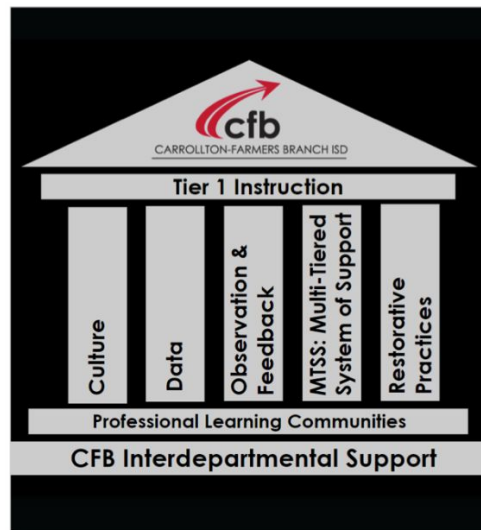 cfb
CARROLLTON-FARMERS BRANCH ISD
Tier 1 Instruction
Culture
Data
Observation &
Feedback
MTSS: Multi-Tiered
System of Support
Restorative
Practices
Professional Learning Communities
CFB Interdepartmental Support